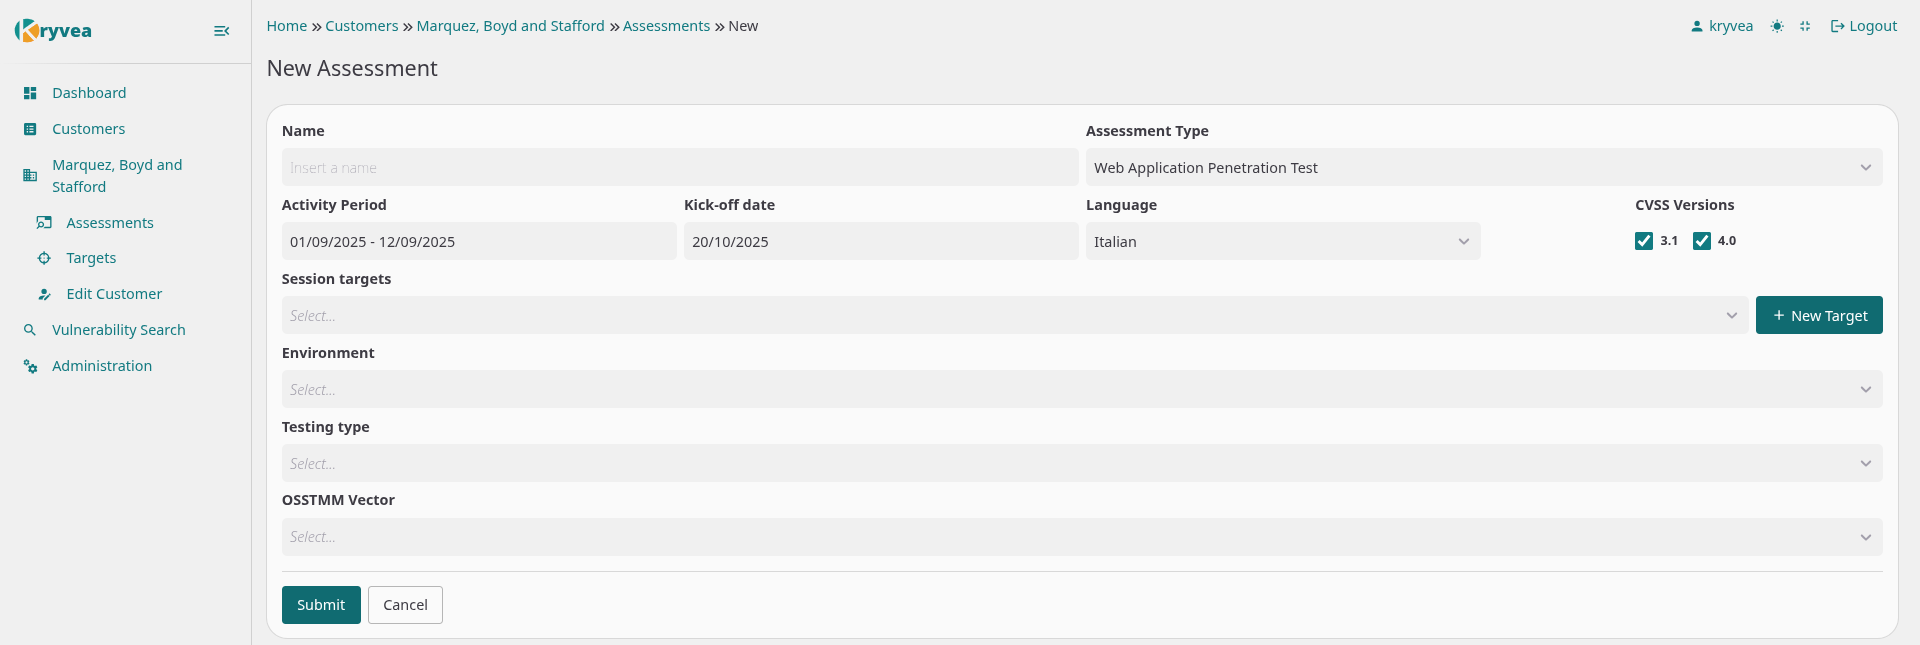 Kryvea
Dashboard
Customers
Marquez, Boyd and
Stafford
Assessments
Targets
Edit Customer
Vulnerability Search
Administration
Home » Customers » Marquez, Boyd and Stafford » Assessments » New
kryvea
Logout
New Assessment
Name
Insert a name
Assessment Type
Web Application Penetration Test
Activity Period
01/09/2025 - 12/09/2025
Kick-off date
20/10/2025
Language
Italian
CVSS Versions
3.1 4.0
Session targets
Select...
+ New Target
Environment
Select...
Testing type
Select...
OSSTMM Vector
Select...
Submit
Cancel